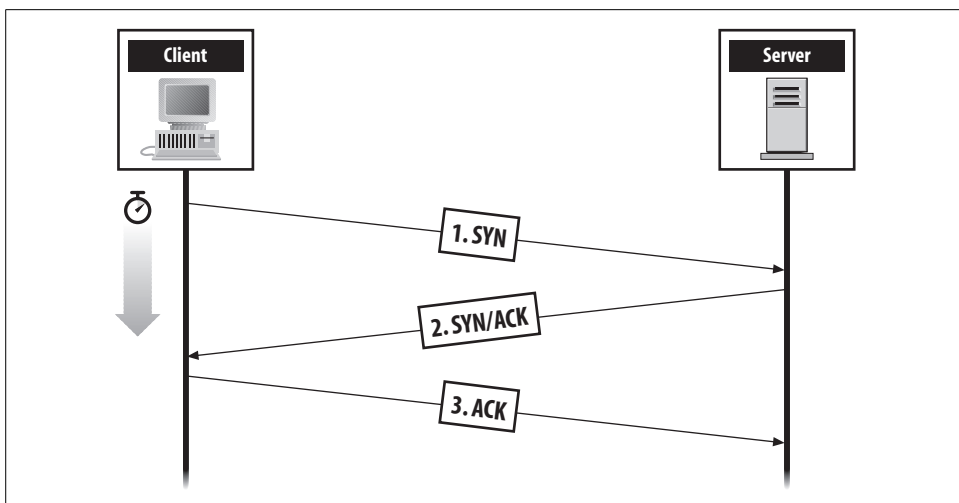 Client
Server
1. SYN
2. SYN/ACK
3. ACK